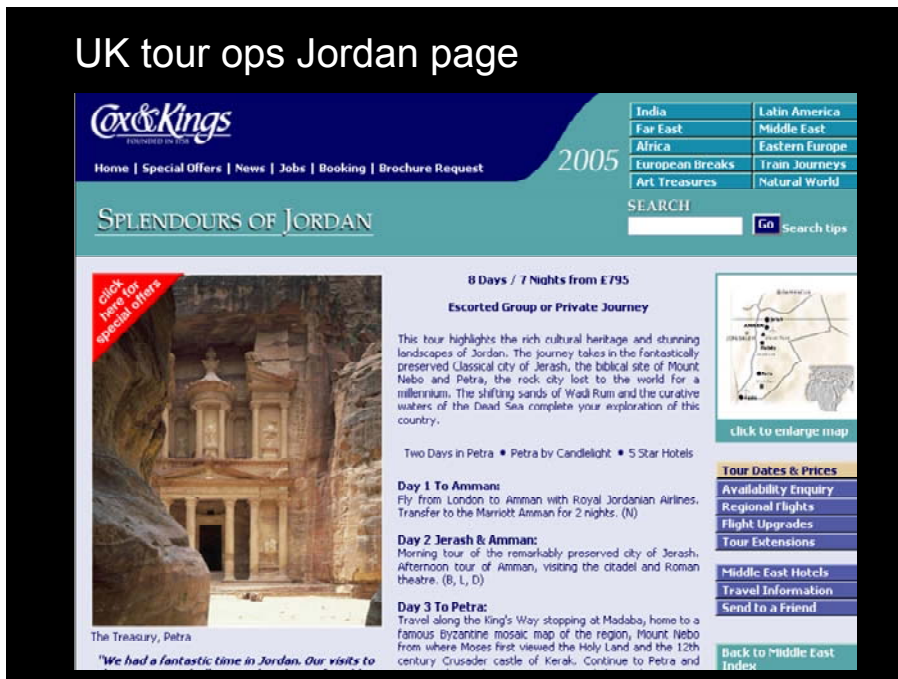 UK tour ops Jordan page
Cox&Kings
FOUNDED IN 1758
Home | Special Offers | News | Jobs | Booking | Brochure Request
2005
India
Latin America
Far East
Middle East
Africa
Eastern Europe
European Breaks
Train Journeys
Art Treasures
Natural World
SPLENDOURS OF JORDAN
SEARCH
Go Search tips
click
here for
special offers
The Treasury, Petra
"We had a fantastic time in Jordan. Our visits to
8 Days / 7 Nights from £795
Escorted Group or Private Journey
This tour highlights the rich cultural heritage and stunning
landscapes of Jordan. The journey takes in the fantastically
preserved Classical city of Jerash, the biblical site of Mount
Nebo and Petra, the rock city lost to the world for a
millennium. The shifting sands of Wadi Rum and the curative
waters of the Dead Sea complete your exploration of this
country.
Two Days in Petra • Petra by Candlelight • 5 Star Hotels
Day 1 To Amman:
Fly from London to Amman with Royal Jordanian Airlines.
Transfer to the Marriott Amman for 2 nights. (N)
Day 2 Jerash & Amman:
Morning tour of the remarkably preserved city of Jerash.
Afternoon tour of Amman, visiting the citadel and Roman
theatre. (B, L, D)
Day 3 To Petra:
Travel along the King's Way stopping at Madaba, home to a
famous Byzantine mosaic map of the region, Mount Nebo
from where Moses first viewed the Holy Land and the 12th
century Crusader castle of Kerak. Continue to Petra and
click to enlarge map
Tour Dates & Prices
Availability Enquiry
Regional Flights
Flight Upgrades
Tour Extensions
Middle East Hotels
Travel Information
Send to a Friend
Back to Middle East
Index